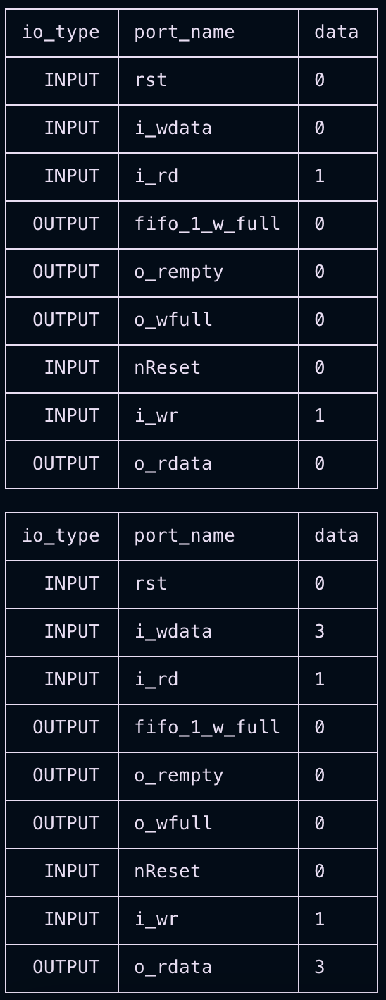 io_type port_name data
INPUT rst 0
INPUT i_wdata 0
INPUT i_rd 1
OUTPUT fifo_1_w_full 0
OUTPUT o_rempty 0
OUTPUT o_wfull 0
INPUT nReset 0
INPUT i_wr 1
OUTPUT o_rdata 0
io_type port_name data
INPUT rst 0
INPUT i_wdata 3
INPUT i_rd 1
OUTPUT fifo_1_w_full 0
OUTPUT o_rempty 0
OUTPUT o_wfull 0
INPUT nReset 0
INPUT i_wr 1
OUTPUT o_rdata 3